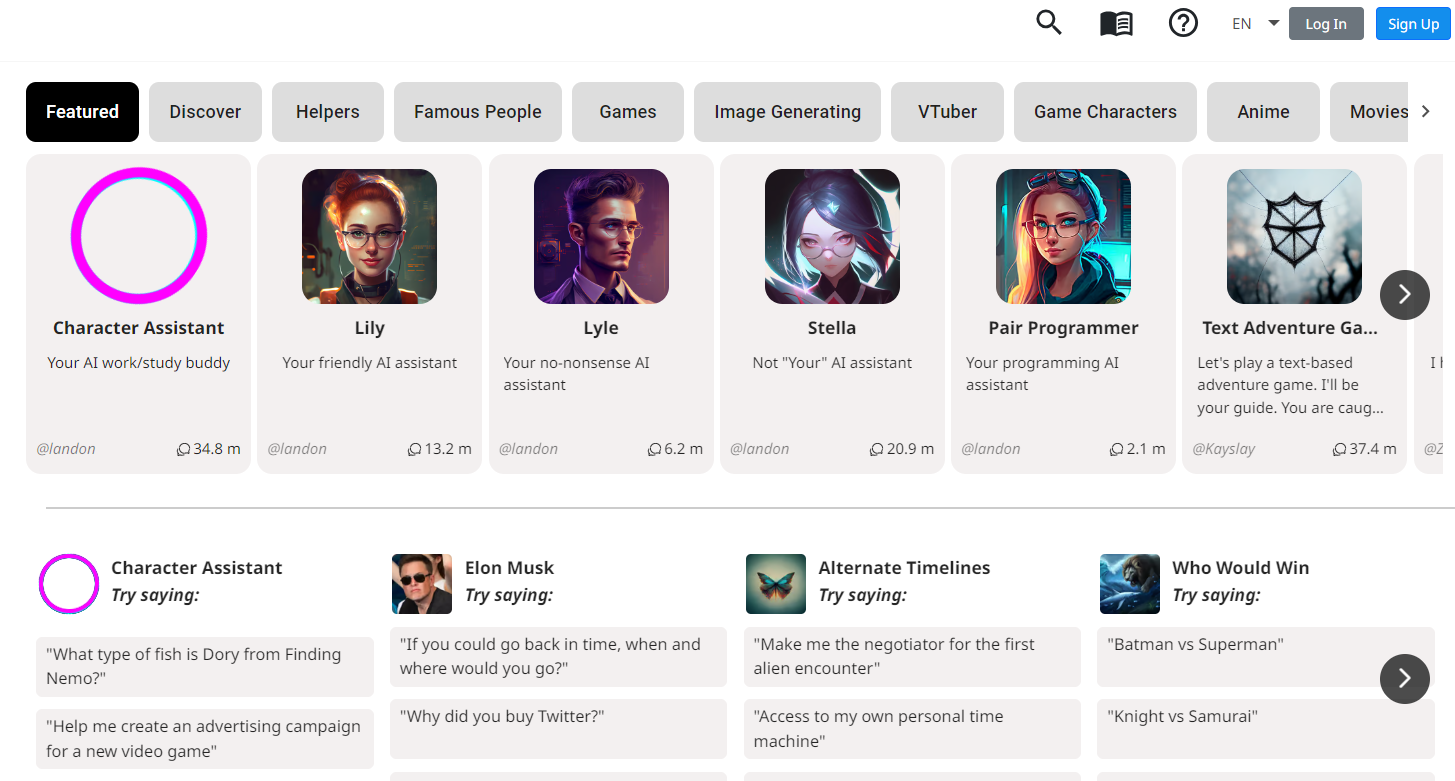 EN
Log In
Sign Up
Featured
Discover
Helpers
Famous People
Games
Image Generating
VTuber
Game Characters
Anime
Movies
Character Assistant
Your AI work/study buddy
@landon
34.8 m
Lily
Your friendly AI assistant
@landon
13.2 m
Lyle
Your no-nonsense AI
assistant
@landon
6.2 m
Stella
Not "Your" AI assistant
@landon
20.9 m
Pair Programmer
Your programming AI
assistant
@landon
2.1 m
Text Adventure Ga...
Let's play a text-based
adventure game. I'll be
your guide. You are caug...
@Kayslay
37.4 m
I
@Z
Character Assistant
Try saying:
"What type of fish is Dory from Finding
Nemo?"
"Help me create an advertising campaign
for a new video game"
Elon Musk
Try saying:
"If you could go back in time, when and
where would you go?"
"Why did you buy Twitter?"
Alternate Timelines
Try saying:
"Make me the negotiator for the first
alien encounter"
"Access to my own personal time
machine"
Who Would Win
Try saying:
"Batman vs Superman"
"Knight vs Samurai"